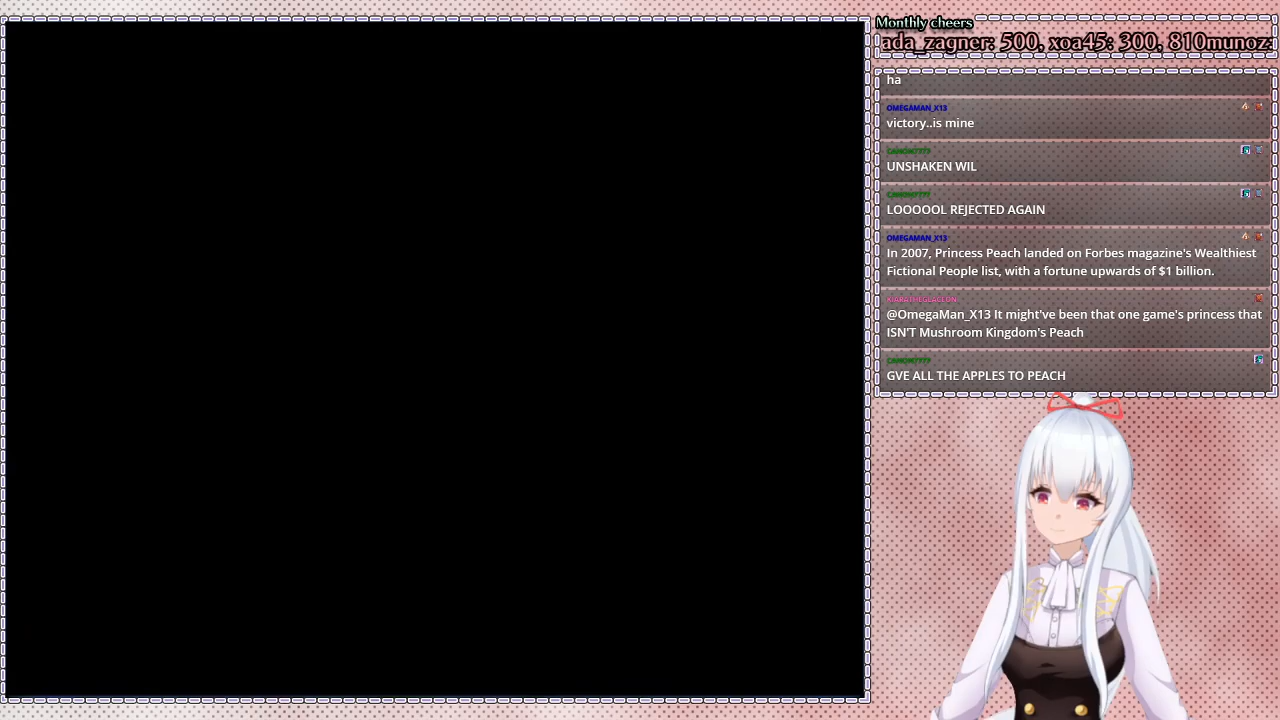 Monthly cheers
ada_zagner: 500, xoa45: 300, 810munoz:
ha
OMEGAMAN_X13
victory..is mine
UNSHAKEN WIL
LOOOOOL REJECTED AGAIN
OMEGAMAN_X13
In 2007, Princess Peach landed on Forbes magazine's Wealthiest
Fictional People list, with a fortune upwards of $1 billion.
KIARATHEGLACEON
@OmegaMan_X13 It might've been that one game's princess that
ISN'T Mushroom Kingdom's Peach
GVE ALL THE APPLES TO PEACH